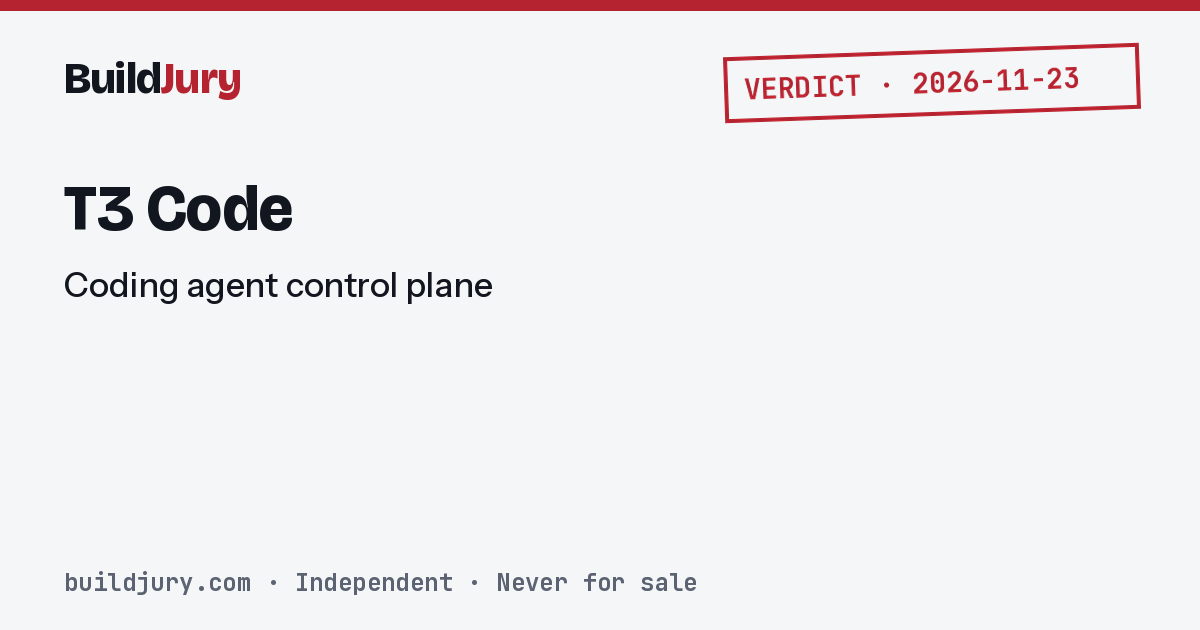 BuildJury
VERDICT · 2026-11-23
T3 Code
Coding agent control plane
buildjury.com · Independent · Never for sale